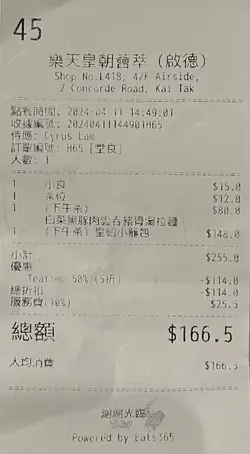 45
樂天皇朝薈萃 (啟德)
Shop No.L418, 4/F Airside,
2 Concorde Road, Kai Tak
點餐時間: 2024-04-11 14:49:01
收據編號: 20240411144901H65
侍應: Cyrus Lam
訂單編號: H65 [堂食]
人數: 1
1 小食 $15.0
1 茶位 $12.0
1 (下午茶) $80.0
白菜黑豚肉雲吞豬骨湯拉麵
1 (下午茶) 皇朝小籠包 $148.0
小計 $255.0
優惠
Teatime 50% (5折) -$114.0
總折扣 -$114.0
服務費(10%) $25.5
總額 $166.5
人均消費 $166.5
謝謝光臨
Powered by Eats365